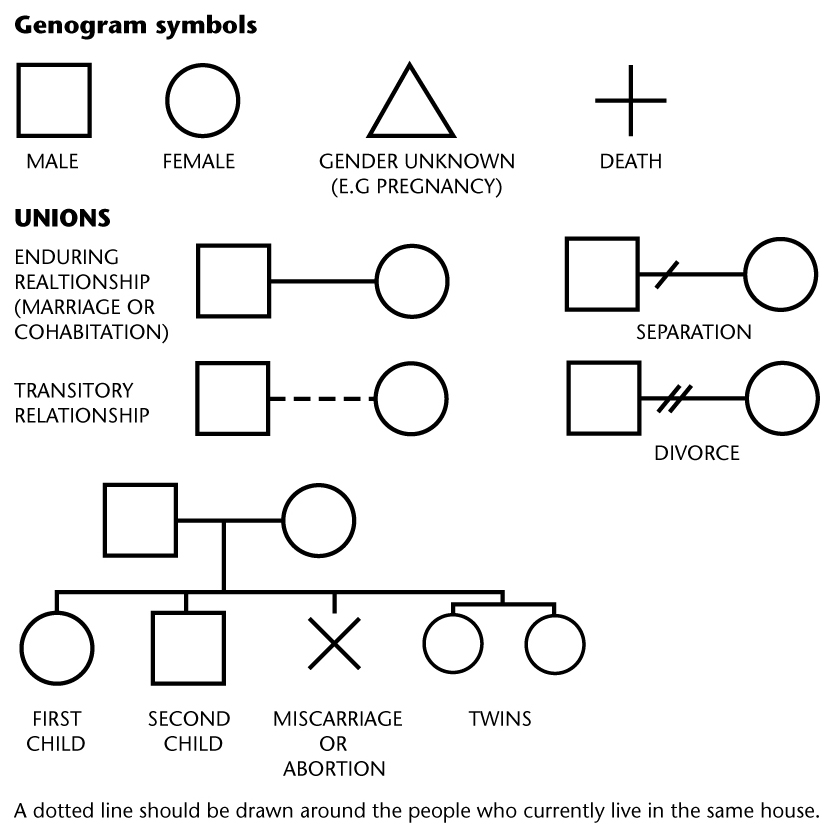 Genogram symbols
MALE
FEMALE
GENDER UNKNOWN
(E.G PREGNANCY)
DEATH
UNIONS
ENDURING
REALTIONSHIP
(MARRIAGE OR
COHABITATION)
SEPARATION
TRANSITORY
RELATIONSHIP
DIVORCE
FIRST
CHILD
SECOND
CHILD
MISCARRIAGE
OR
ABORTION
TWINS
A dotted line should be drawn around the people who currently live in the same house.